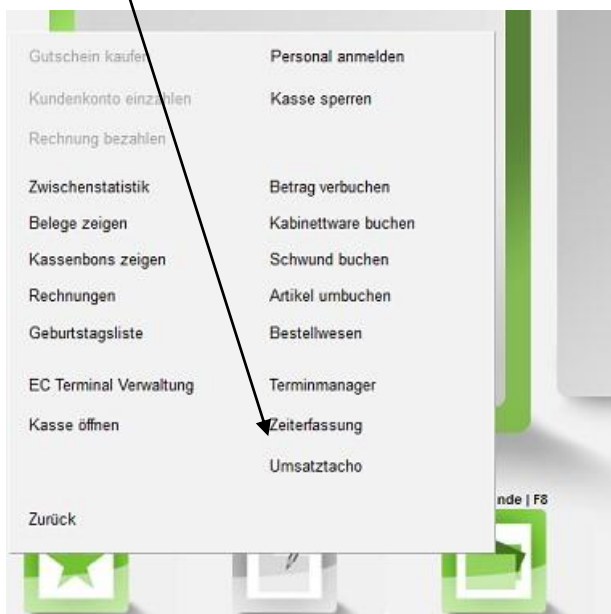 Gutschein kaufen
Personal anmelden
Kundenkonto einzahlen
Kasse sperren
Rechnung bezahlen
Zwischenstatistik
Betrag verbuchen
Belege zeigen
Kabinettware buchen
Kassenbons zeigen
Schwund buchen
Rechnungen
Artikel umbuchen
Geburtstagsliste
Bestellwesen
EC Terminal Verwaltung
Terminmanager
Kasse öffnen
Zeiterfassung
Umsatztacho
nde | F8
Zurück